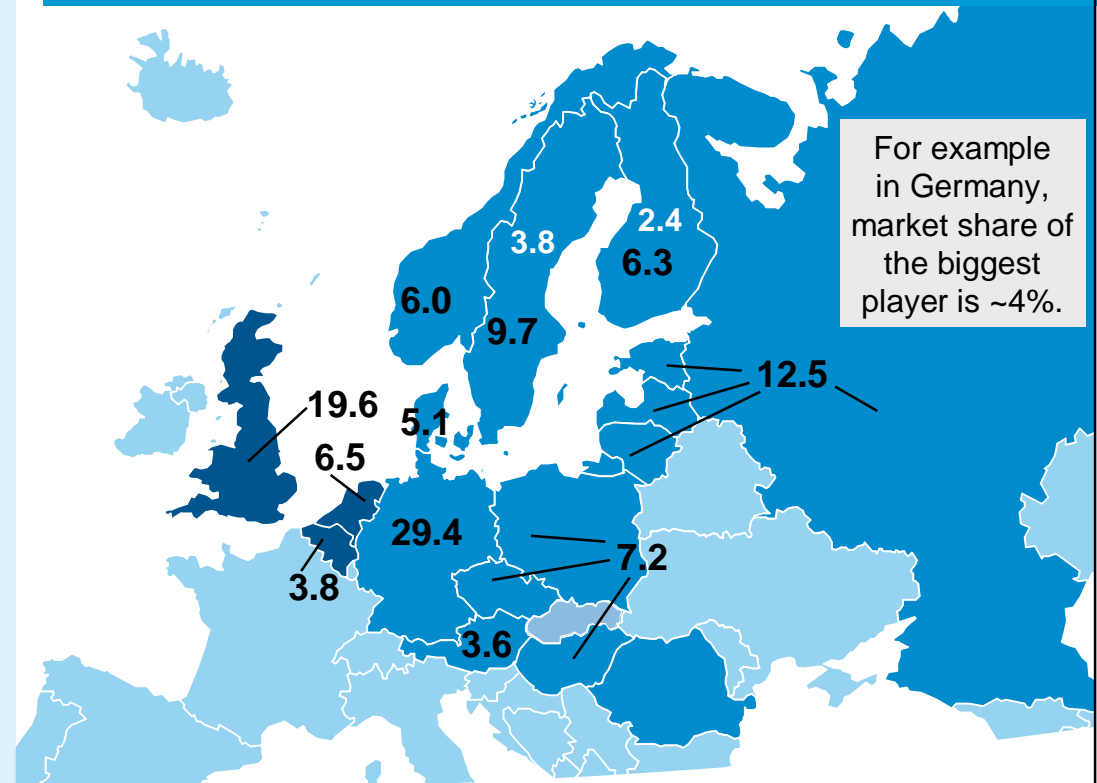 For example
in Germany,
market share of
the biggest
player is ~4%.
2.4
3.8
6.3
6.0
9.7
12.5
19.6
5.1
6.5
29.4
7.2
3.8
3.6